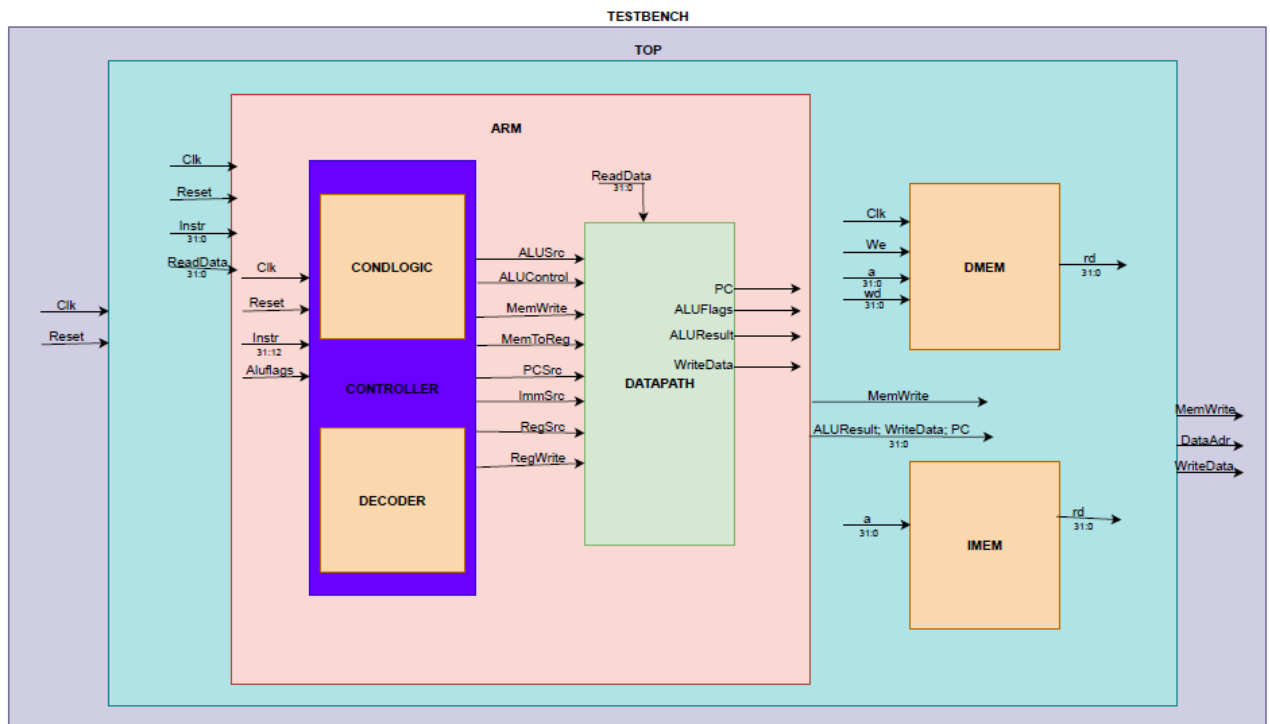 TESTBENCH
TOP
ARM
Clk
Reset
Instr
31:0
ReadData
31:0
Clk
Reset
Clk
Reset
Instr
31:12
Aluflags
CONDLOGIC
CONTROLLER
DECODER
ALUSrc
ALUControl
MemWrite
MemToReg
PCSrc
ImmSrc
RegSrc
RegWrite
ReadData
31:0
DATAPATH
PC
ALUFlags
ALUResult
WriteData
Clk
We
a
31:0
wd
31:0
DMEM
rd
31:0
MemWrite
ALUResult; WriteData; PC
31:0
a
31:0
IMEM
rd
31:0
MemWrite
DataAdr
WriteData